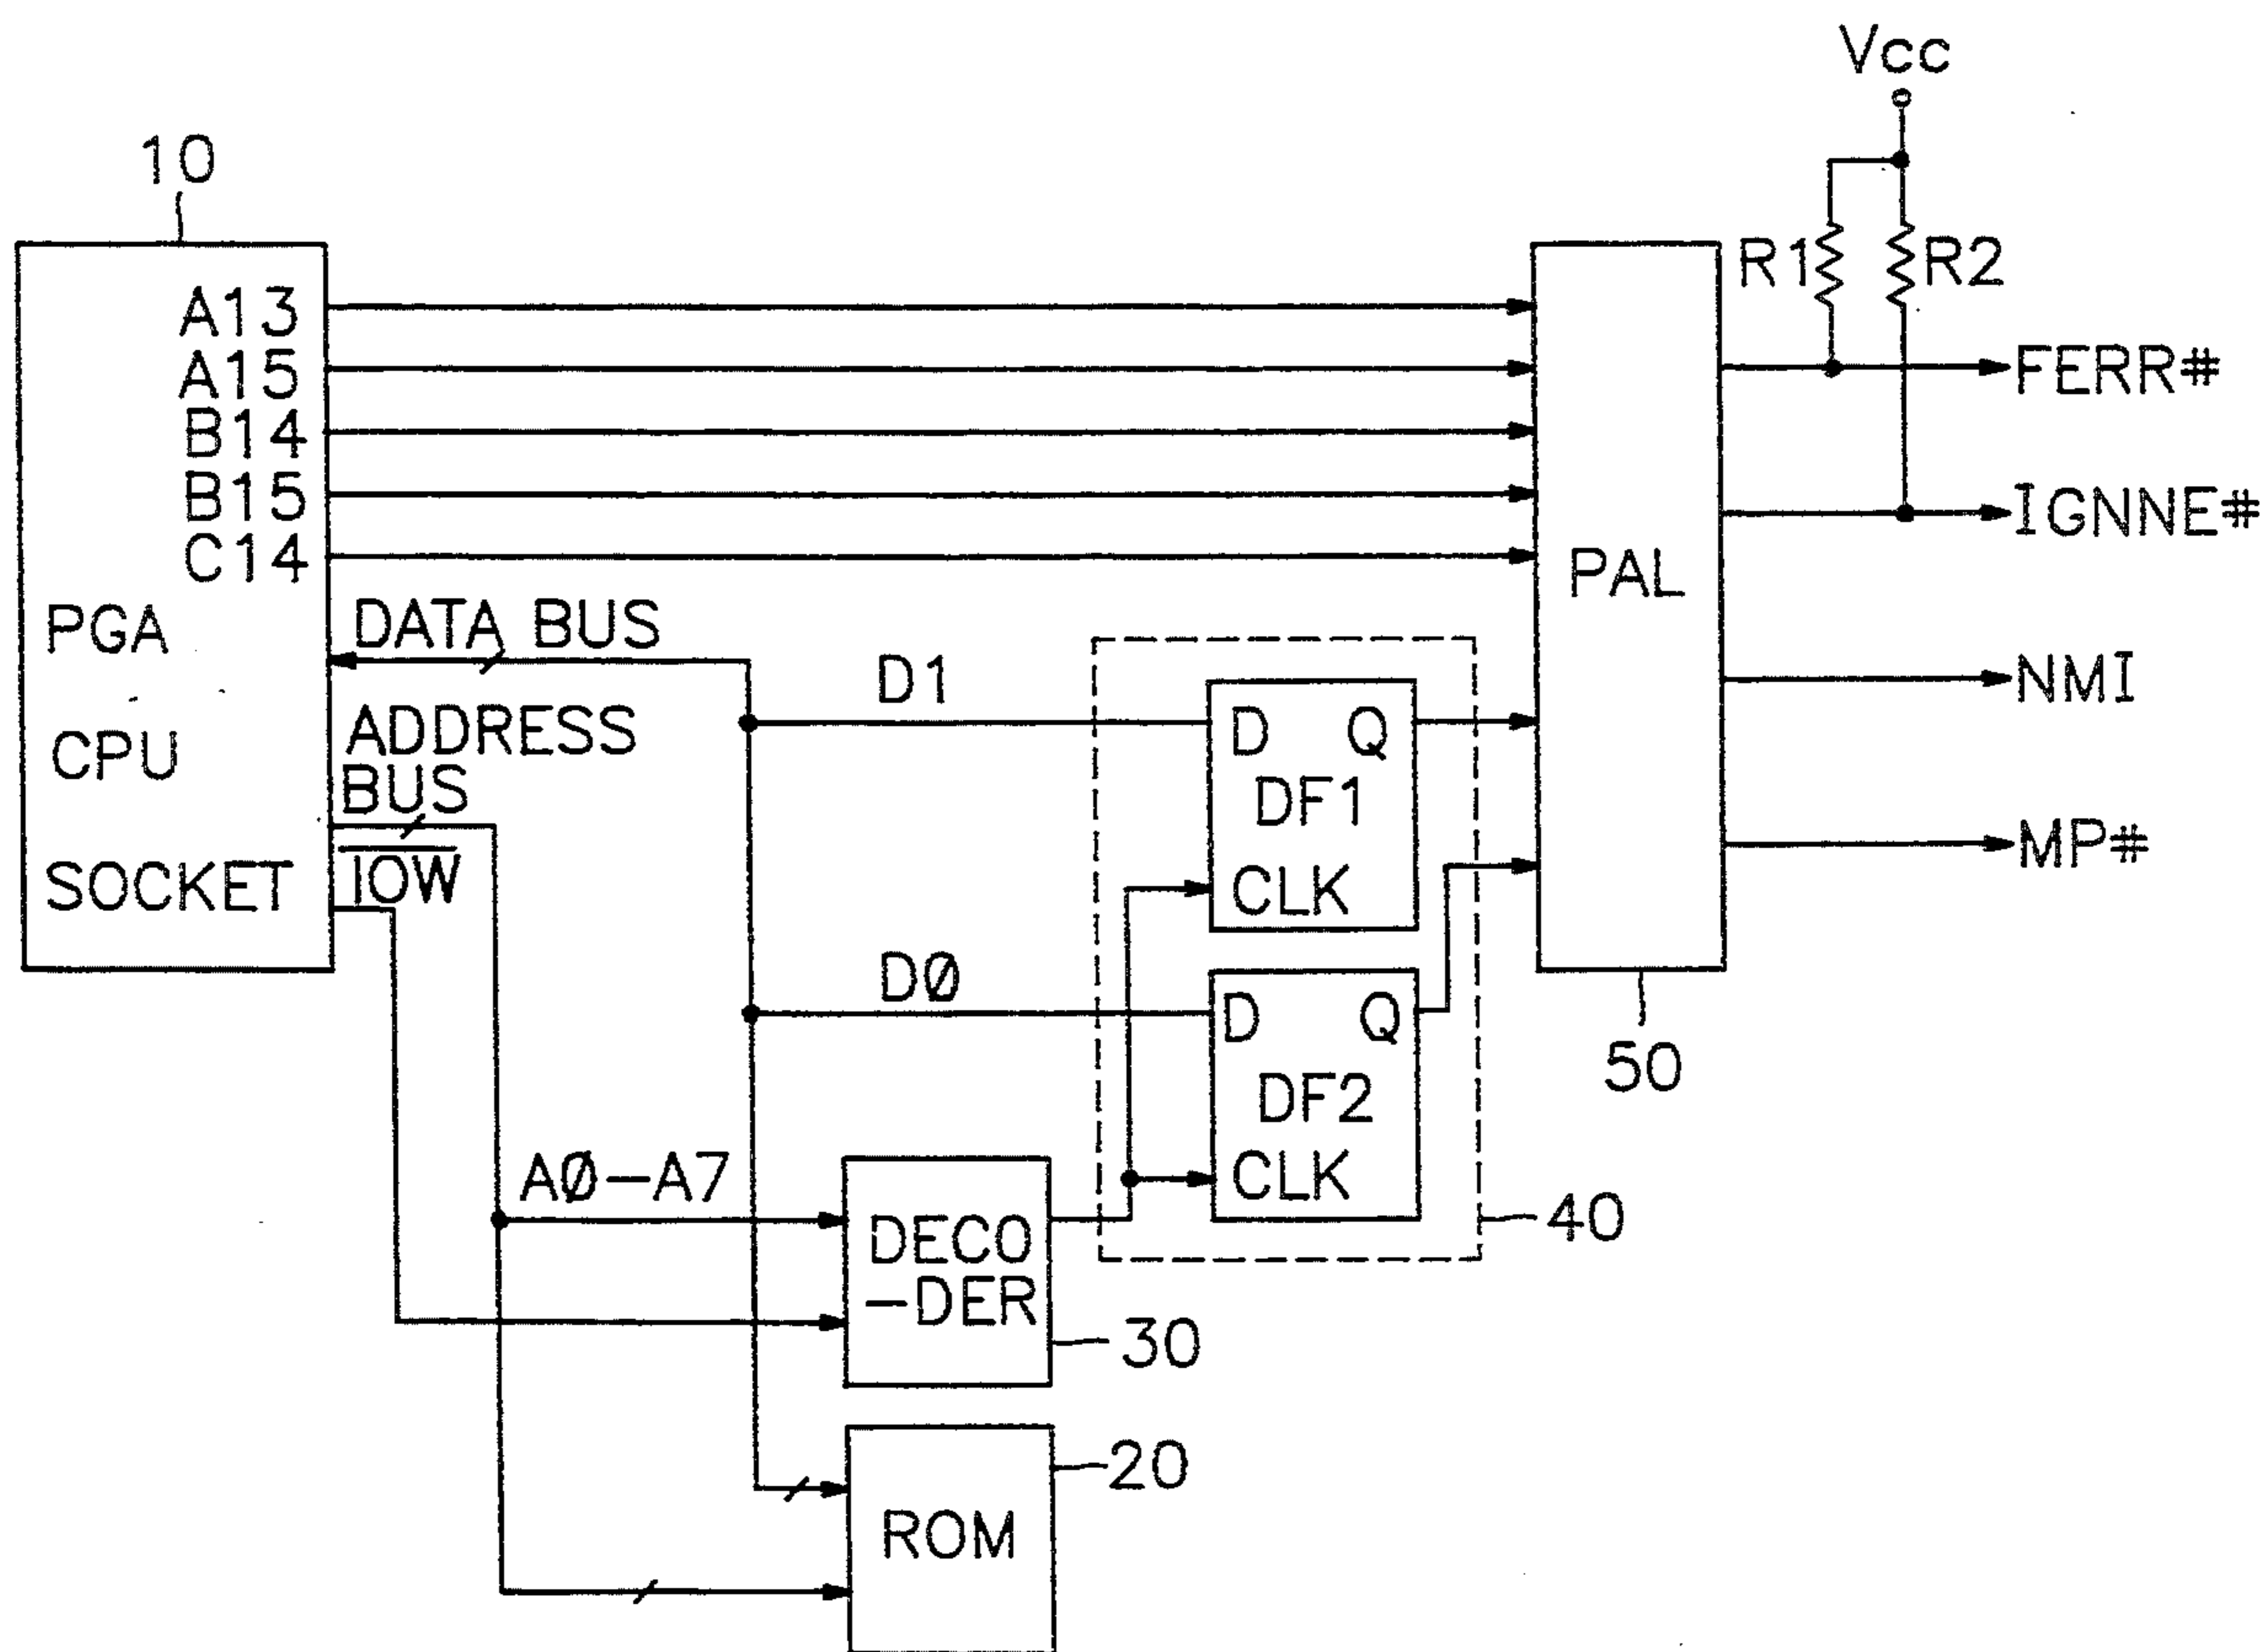 Vcc
10
R1
R2
A13
A15
B14
B15
C14
PGA
CPU
SOCKET
DATA BUS
ADDRESS
BUS
I̅O̅W̅
D1
DØ
AØ-A7
D Q
DF1
CLK
D Q
DF2
CLK
40
DECO
-DER
30
20
ROM
PAL
50
FERR#
IGNNE#
NMI
MP#